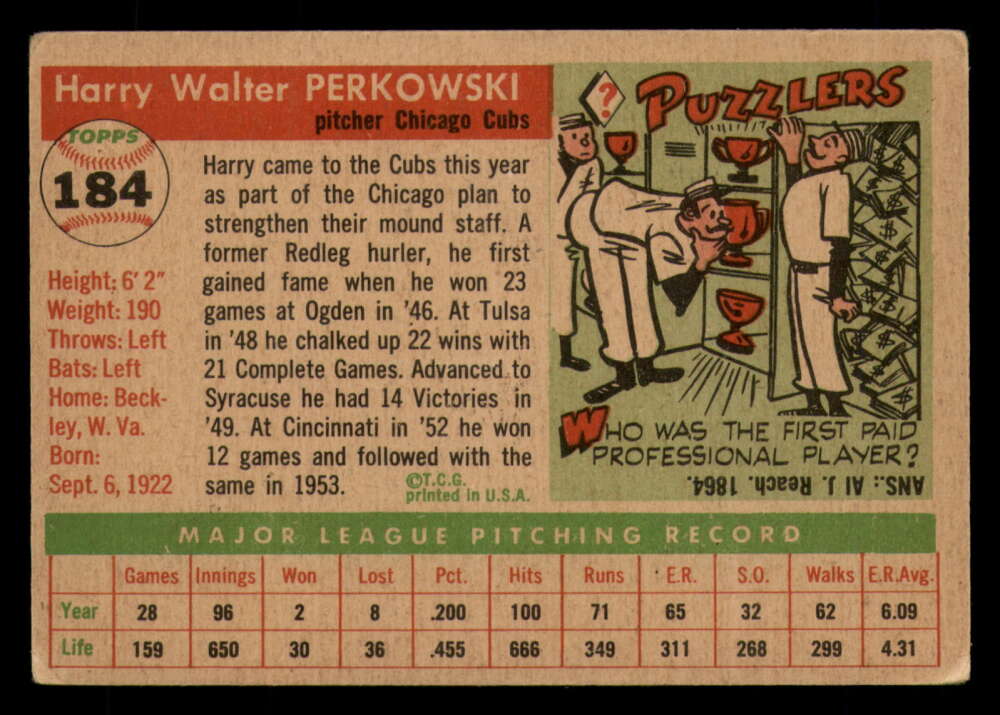 Harry Walter PERKOWSKI
pitcher Chicago Cubs
TOPPS
184
Harry came to the Cubs this year
as part of the Chicago plan to
strengthen their mound staff. A
former Redleg hurler, he first
gained fame when he won 23
games at Ogden in '46. At Tulsa
in '48 he chalked up 22 wins with
21 Complete Games. Advanced to
Syracuse he had 14 Victories in
'49. At Cincinnati in '52 he won
12 games and followed with the
same in 1953.
©T.C.G.
printed in U.S.A.
Height: 6' 2"
Weight: 190
Throws: Left
Bats: Left
Home: Beck-
ley, W. Va.
Born:
Sept. 6, 1922
?
PUZZLERS
$ $ $ $ $ $
WHO WAS THE FIRST PAID
PROFESSIONAL PLAYER?
ANS.: Al J. Reach. 1864.
MAJOR LEAGUE PITCHING RECORD
Games Innings Won Lost Pct. Hits Runs E.R. S.O. Walks E.R.Avg.
Year 28 96 2 8 .200 100 71 65 32 62 6.09
Life 159 650 30 36 .455 666 349 311 268 299 4.31